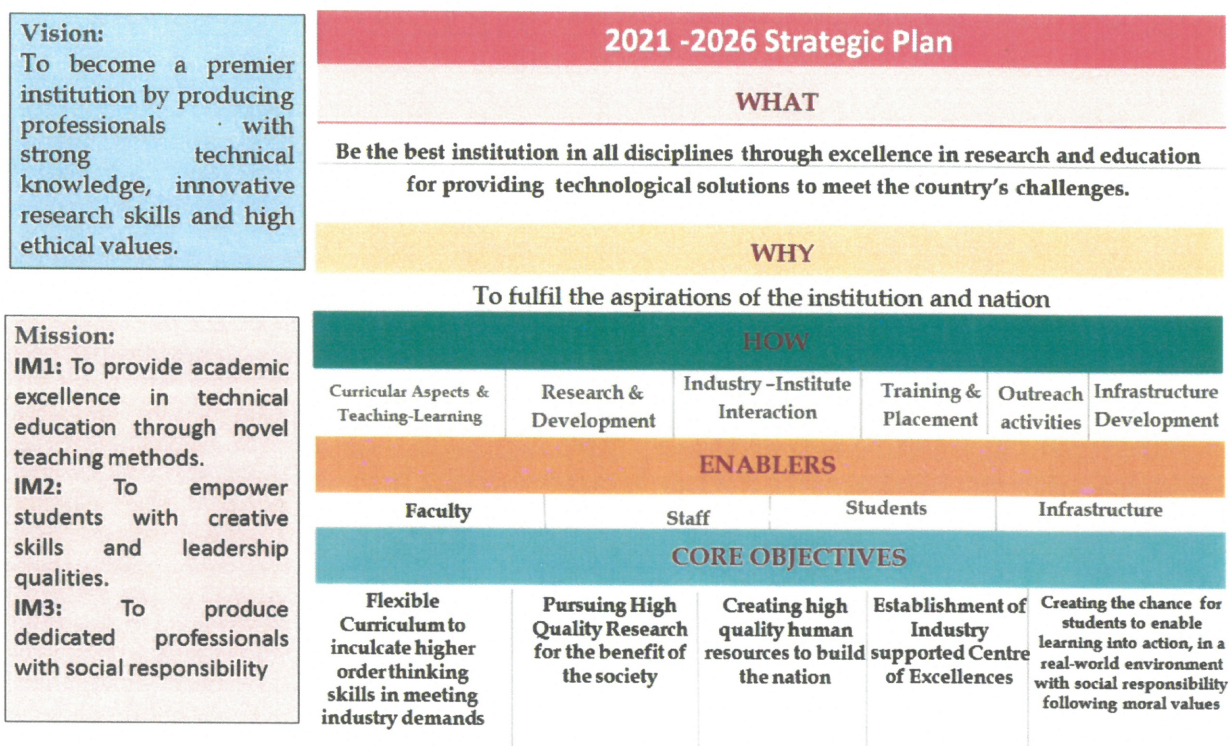 Vision:
To become a premier
institution by producing
professionals with
strong technical
knowledge, innovative
research skills and high
ethical values.
Mission:
IM1: To provide academic
excellence in technical
education through novel
teaching methods.
IM2: To empower
students with creative
skills and leadership
qualities.
IM3: To produce
dedicated professionals
with social responsibility
2021 -2026 Strategic Plan
WHAT
Be the best institution in all disciplines through excellence in research and education
for providing technological solutions to meet the country's challenges.
WHY
To fulfil the aspirations of the institution and nation
HOW
Curricular Aspects &
Teaching-Learning
Research &
Development
Industry –Institute
Interaction
Training &
Placement
Outreach
activities
Infrastructure
Development
ENABLERS
Faculty
Staff
Students
Infrastructure
CORE OBJECTIVES
Flexible
Curriculum to
inculcate higher
order thinking
skills in meeting
industry demands
Pursuing High
Quality Research
for the benefit of
the society
Creating high
quality human
resources to build
the nation
Establishment of
Industry
supported Centre
of Excellences
Creating the chance for
students to enable
learning into action, in a
real-world environment
with social responsibility
following moral values